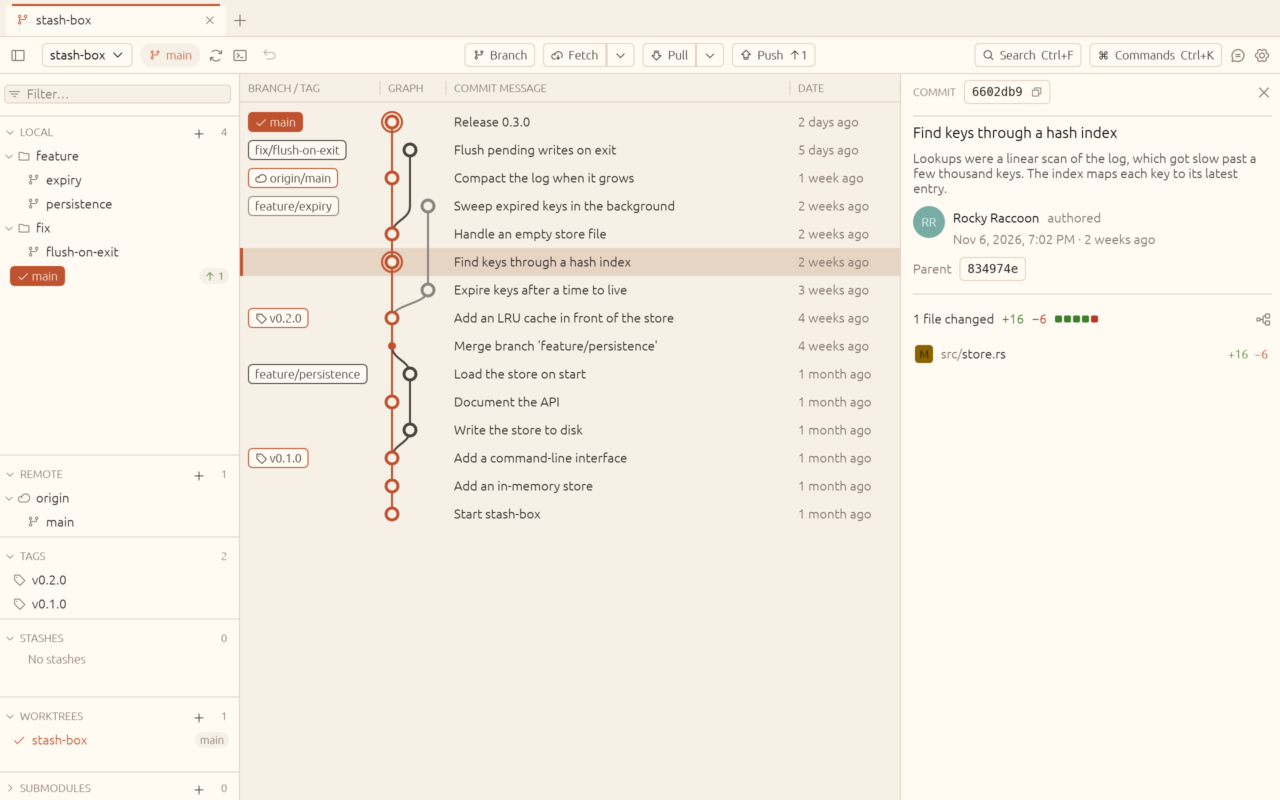 stash-box
stash-box
main
Branch
Fetch
Pull
Push ↑1
Search Ctrl+F
Commands Ctrl+K
Filter…
LOCAL 4
feature
expiry
persistence
fix
flush-on-exit
main ↑1
REMOTE 1
origin
main
TAGS 2
v0.2.0
v0.1.0
STASHES 0
No stashes
WORKTREES 1
stash-box main
SUBMODULES 0
BRANCH / TAG GRAPH COMMIT MESSAGE DATE
main Release 0.3.0 2 days ago
fix/flush-on-exit Flush pending writes on exit 5 days ago
origin/main Compact the log when it grows 1 week ago
feature/expiry Sweep expired keys in the background 2 weeks ago
Handle an empty store file 2 weeks ago
Find keys through a hash index 2 weeks ago
Expire keys after a time to live 3 weeks ago
v0.2.0 Add an LRU cache in front of the store 4 weeks ago
Merge branch 'feature/persistence' 4 weeks ago
feature/persistence Load the store on start 1 month ago
Document the API 1 month ago
Write the store to disk 1 month ago
v0.1.0 Add a command-line interface 1 month ago
Add an in-memory store 1 month ago
Start stash-box 1 month ago
COMMIT 6602db9
Find keys through a hash index
Lookups were a linear scan of the log, which got slow past a
few thousand keys. The index maps each key to its latest
entry.
RR
Rocky Raccoon authored
Nov 6, 2026, 7:02 PM · 2 weeks ago
Parent 834974e
1 file changed +16 −6
M src/store.rs +16 −6